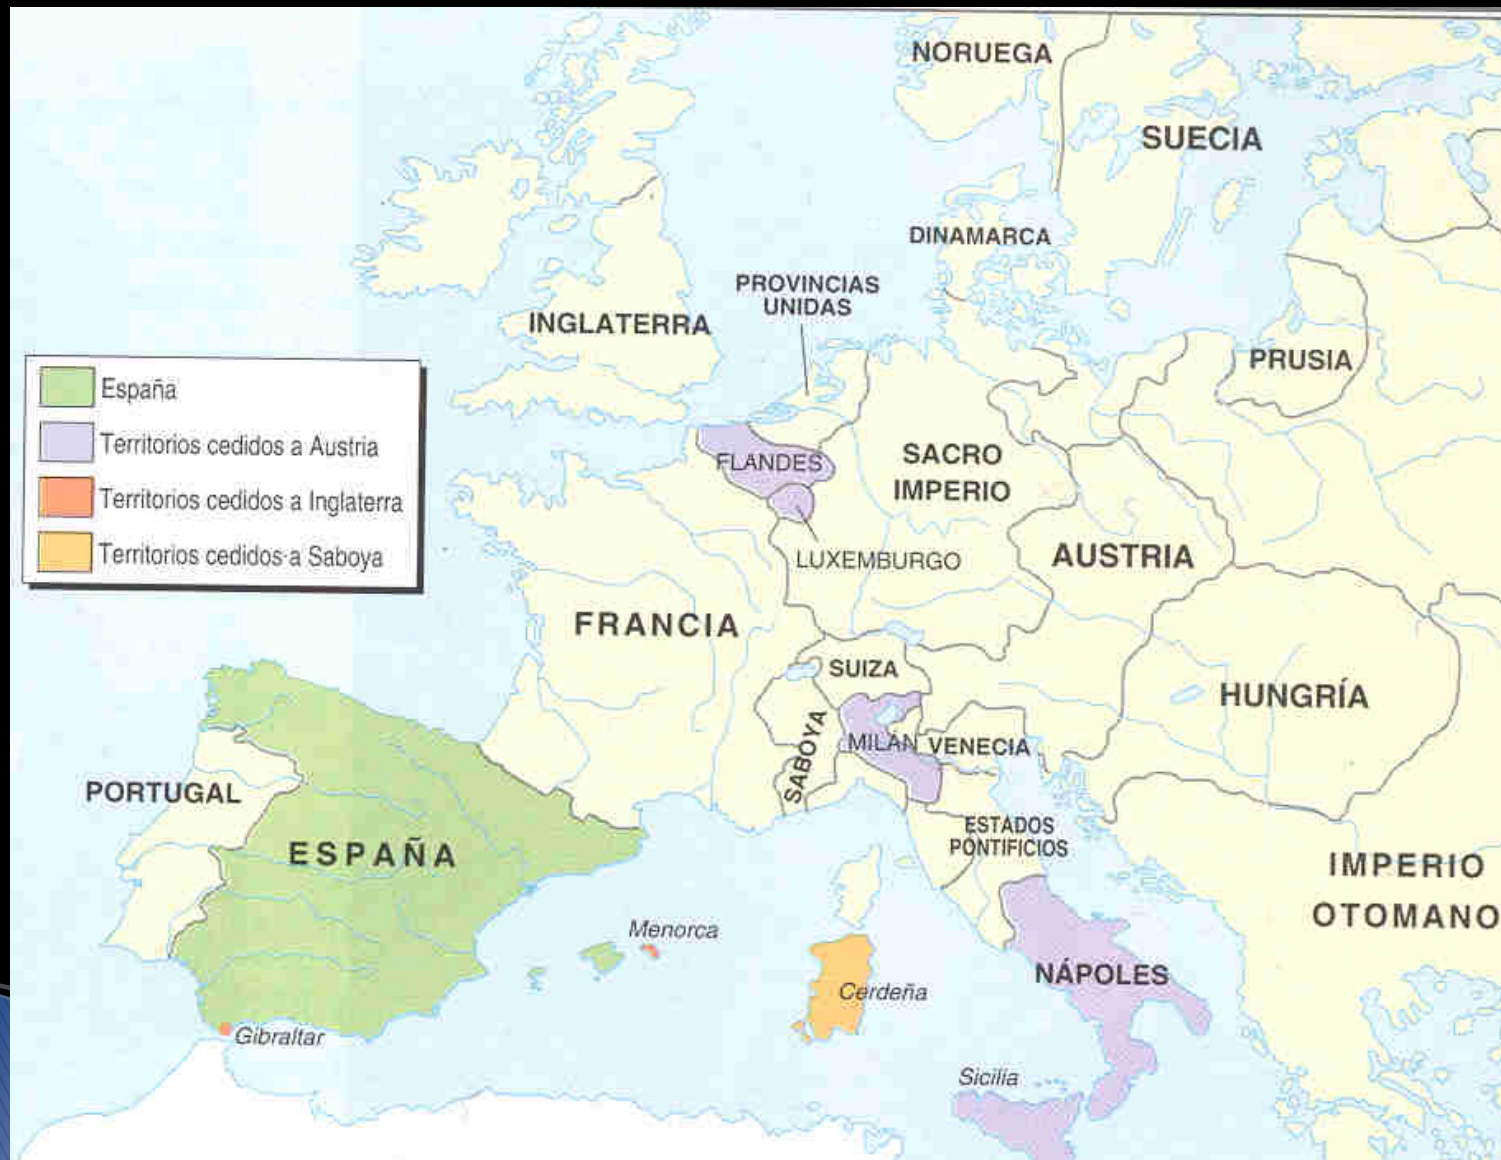 NORUEGA
SUECIA
DINAMARCA
PROVINCIAS
UNIDAS
INGLATERRA
PRUSIA
España
Territorios cedidos a Austria
Territorios cedidos a Inglaterra
Territorios cedidos a Saboya
FLANDES
SACRO
IMPERIO
LUXEMBURGO
AUSTRIA
FRANCIA
SUIZA
HUNGRÍA
SABOYA
MILÁN
VENECIA
PORTUGAL
ESPAÑA
ESTADOS
PONTIFICIOS
IMPERIO
OTOMANO
Menorca
Cerdeña
NÁPOLES
Gibraltar
Sicilia